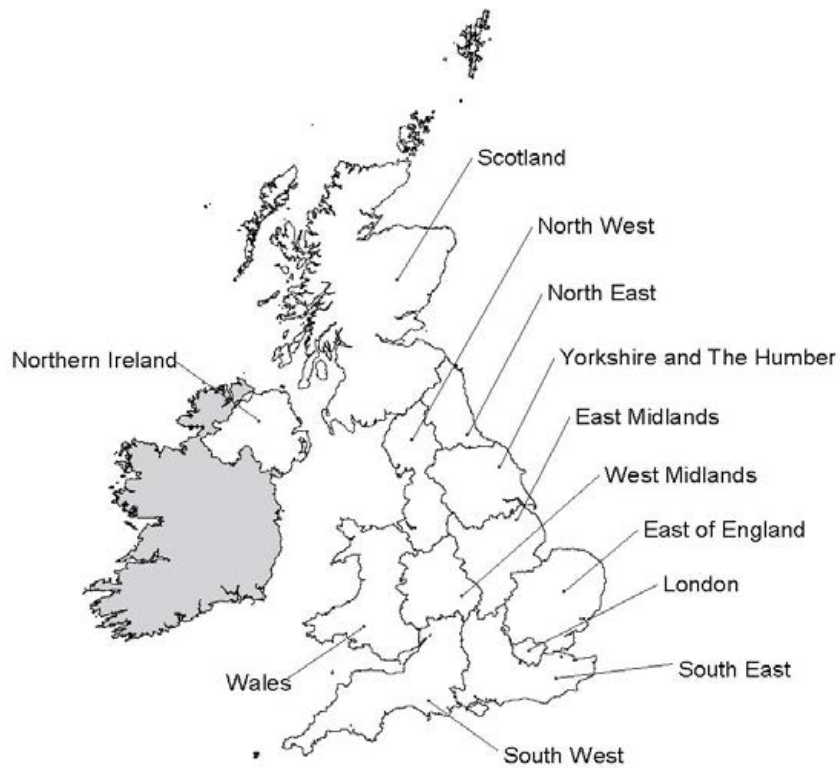 Scotland
North West
North East
Northern Ireland
Yorkshire and The Humber
East Midlands
West Midlands
East of England
London
South East
Wales
South West